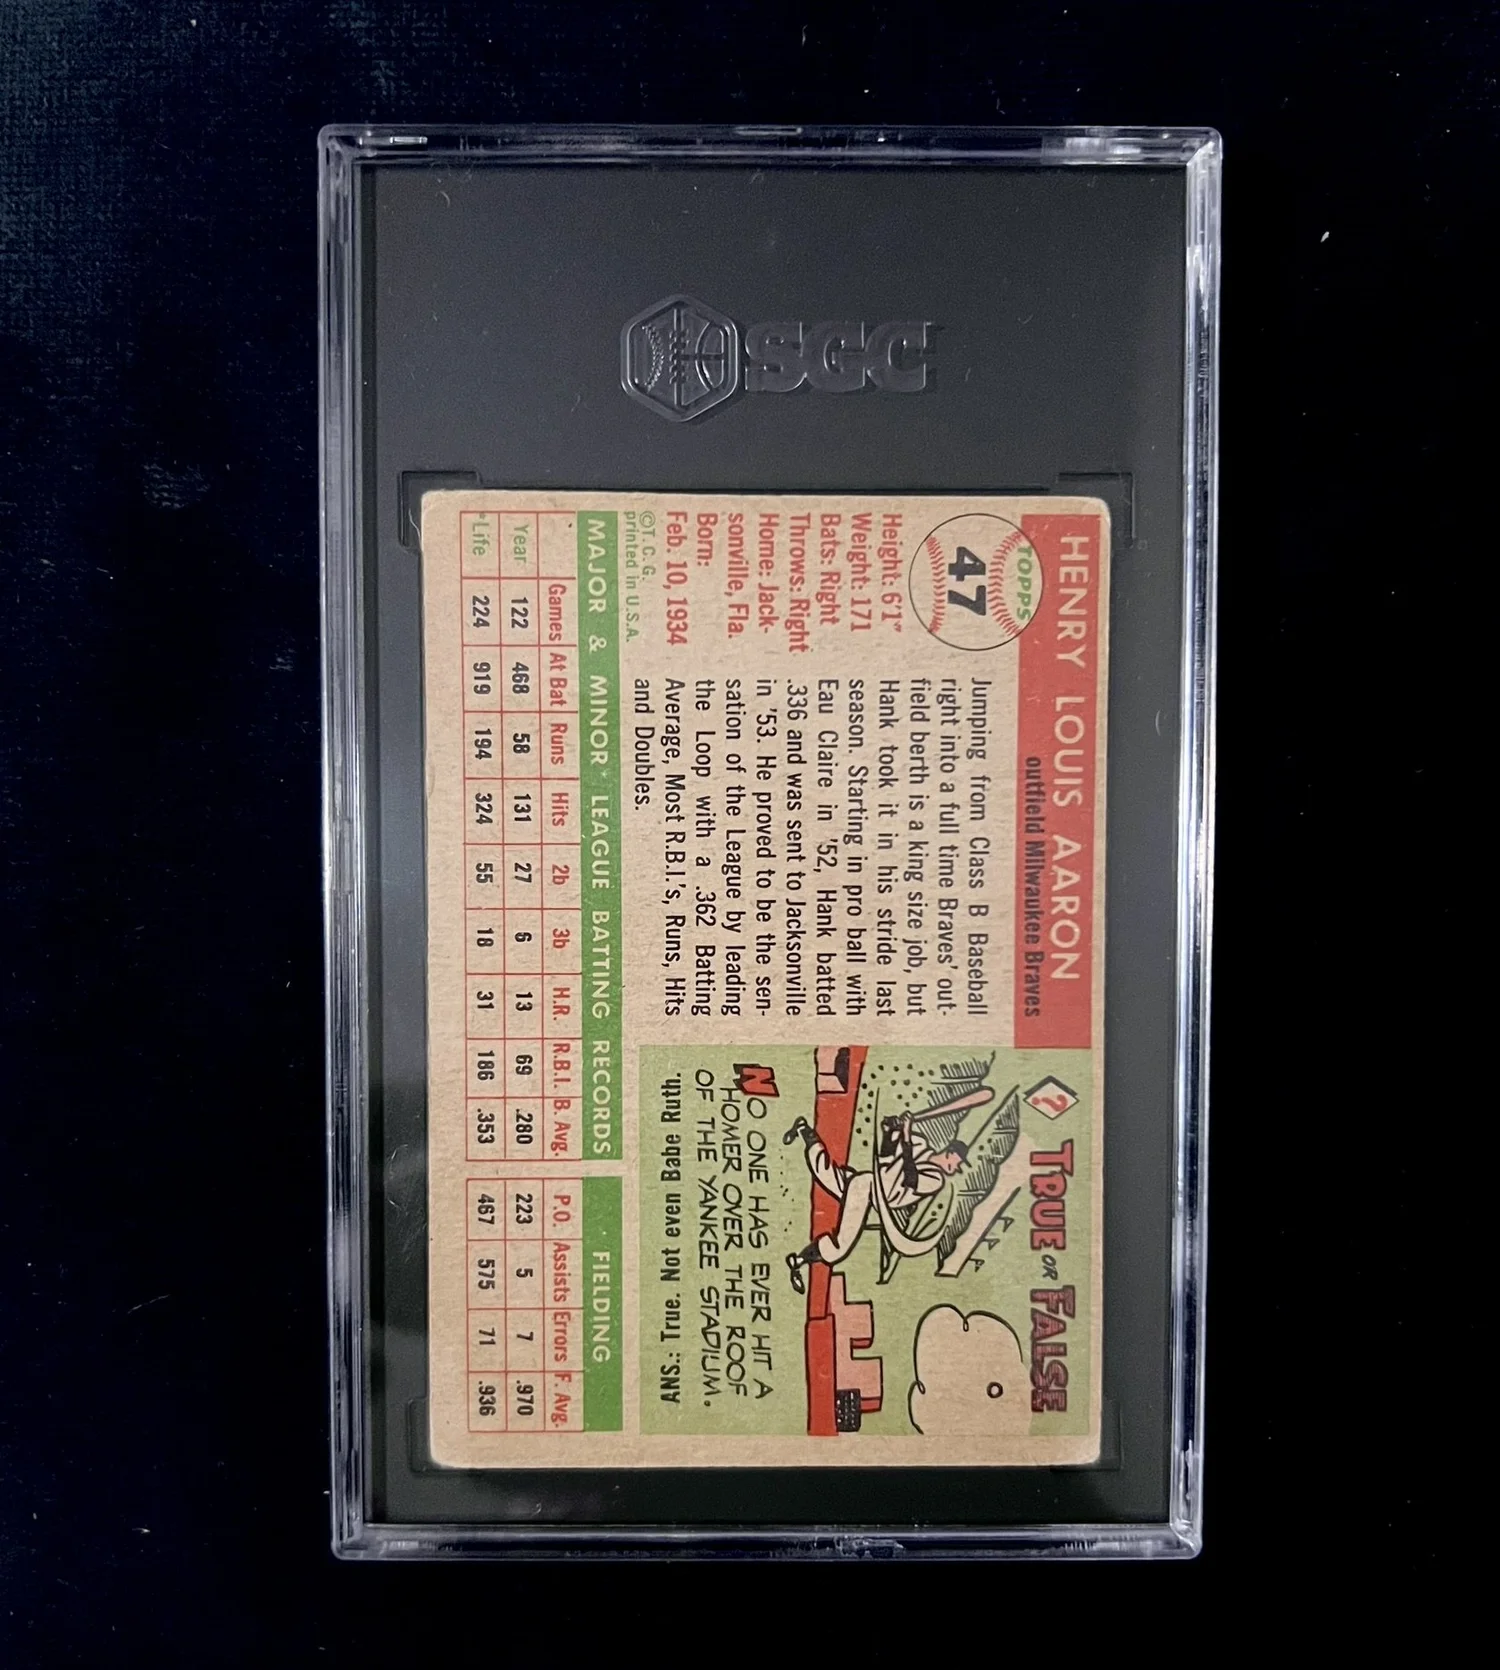 SGC
HENRY LOUIS AARON
outfield Milwaukee Braves
TOPPS
47
Height: 6'1"
Weight: 171
Bats: Right
Throws: Right
Home: Jack-
sonville, Fla.
Born:
Feb. 10, 1934
©T. C. G.
printed in U.S.A.
Jumping from Class B Baseball
right into a full time Braves' out-
field berth is a king size job, but
Hank took it in his stride last
season. Starting in pro ball with
Eau Claire in '52, Hank batted
.336 and was sent to Jacksonville
in '53. He proved to be the sen-
sation of the League by leading
the Loop with a .362 Batting
Average, Most R.B.I.'s, Runs, Hits
and Doubles.
? TRUE OR FALSE
NO ONE HAS EVER HIT A
HOMER OVER THE ROOF
OF THE YANKEE STADIUM.
ANS.: True. Not even Babe Ruth.
MAJOR & MINOR* LEAGUE BATTING RECORDS FIELDING
Games At Bat Runs Hits 2b 3b H.R. R.B.I. B. Avg. P.O. Assists Errors F. Avg.
Year 122 468 58 131 27 6 13 69 .280 223 5 7 .970
*Life 224 919 194 324 55 18 31 186 .353 467 575 71 .936